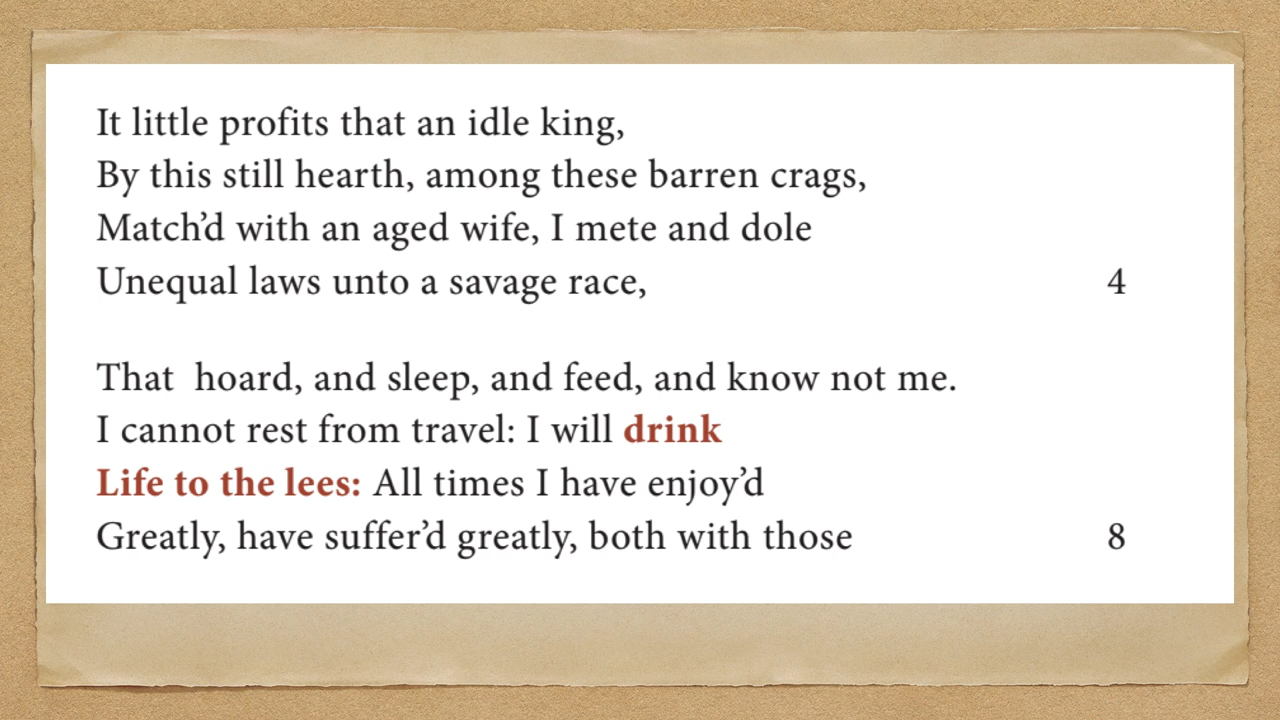 It little profits that an idle king,
By this still hearth, among these barren crags,
Match’d with an aged wife, I mete and dole
Unequal laws unto a savage race,
4
That  hoard, and sleep, and feed, and know not me.
I cannot rest from travel: I will drink
Life to the lees: All times I have enjoy’d
Greatly, have suffer’d greatly, both with those
8